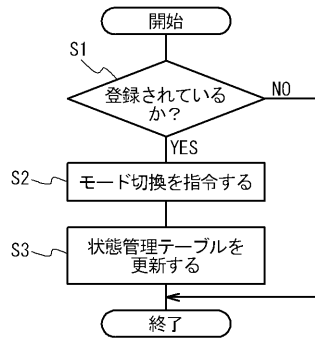 開始
S1
登録されている
か？
NO
YES
S2
モード切換を指令する
S3
状態管理テーブルを
更新する
終了